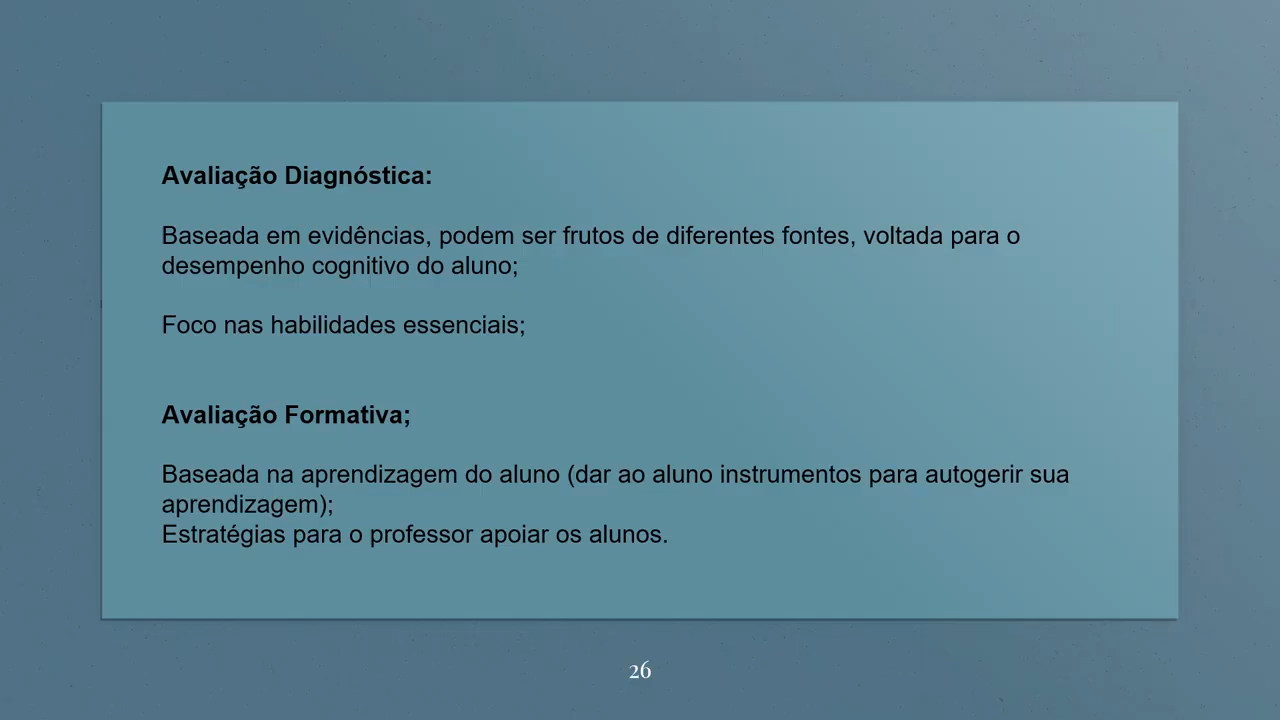 Avaliação Diagnóstica:
Baseada em evidências, podem ser frutos de diferentes fontes, voltada para o
desempenho cognitivo do aluno;
Foco nas habilidades essenciais;
Avaliação Formativa;
Baseada na aprendizagem do aluno (dar ao aluno instrumentos para autogerir sua
aprendizagem);
Estratégias para o professor apoiar os alunos.
26